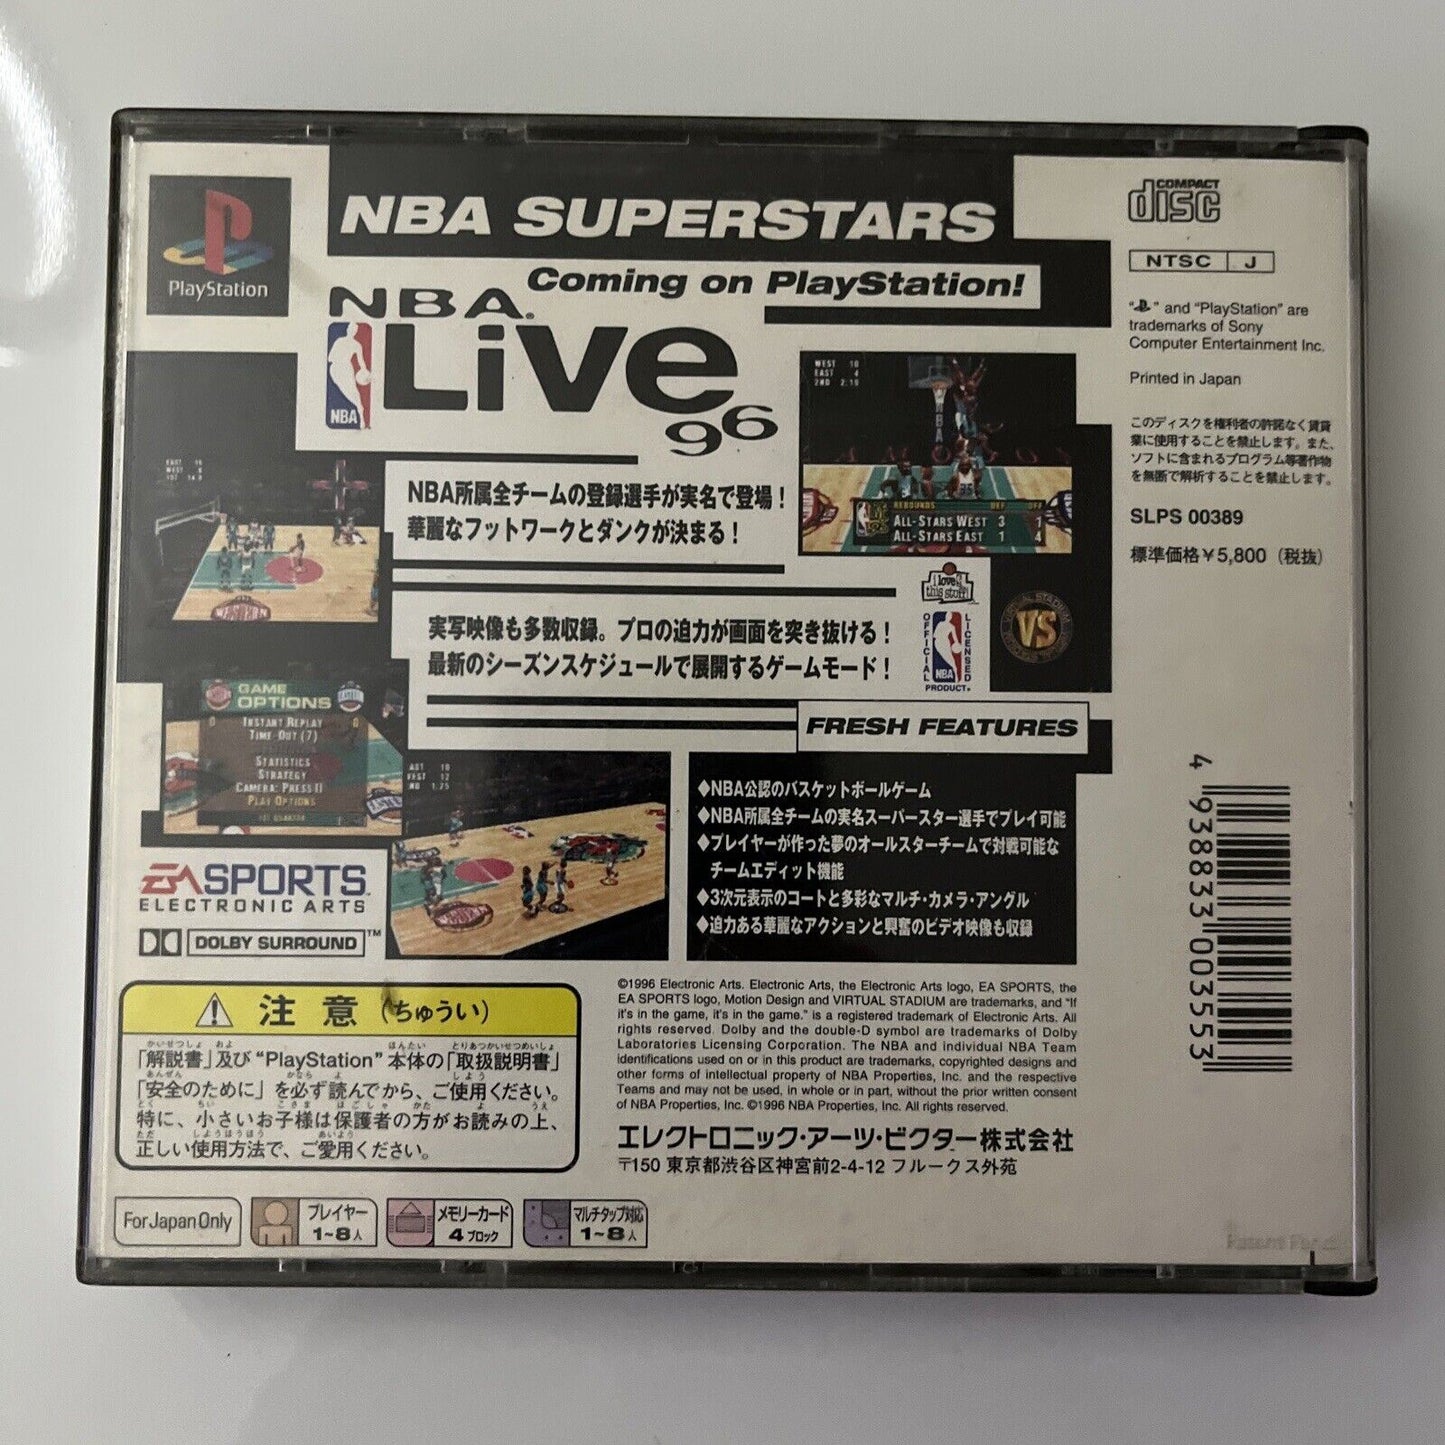 PlayStation
NBA SUPERSTARS
Coming on PlayStation!
NBA.
Live
96
NBA
COMPACT
disc
NTSC J
" " and "PlayStation" are
trademarks of Sony
Computer Entertainment Inc.
Printed in Japan
このディスクを権利者の許諾なく賃貸
業に使用することを禁止します。また、
ソフトに含まれるプログラム等著作物
を無断で解析することを禁止します。
SLPS 00389
標準価格￥5,800（税抜）
WEST 10
EAST 4
2ND 2:10
REBOUNDS DEF OFF
ALL-STARS WEST 3 1
ALL-STARS EAST 1 4
NBA所属全チームの登録選手が実名で登場！
華麗なフットワークとダンクが決まる！
実写映像も多数収録。プロの迫力が画面を突き抜ける！
最新のシーズンスケジュールで展開するゲームモード！
i love
this stuff!
OFFICIAL
LICENSED
NBA
PRODUCT
VS
GAME
OPTIONS
INSTANT REPLAY
TIME-OUT (7)
STATISTICS
STRATEGY
CAMERA: PRESS II
PLAY OPTIONS
FRESH FEATURES
◆NBA公認のバスケットボールゲーム
◆NBA所属全チームの実名スーパースター選手でプレイ可能
◆プレイヤーが作った夢のオールスターチームで対戦可能な
チームエディット機能
◆3次元表示のコートと多彩なマルチ・カメラ・アングル
◆迫力ある華麗なアクションと興奮のビデオ映像も収録
EA SPORTS™
ELECTRONIC ARTS
DOLBY SURROUND™
4 938833 003553
注意（ちゅうい）
「解説書」及び"PlayStation"本体の「取扱説明書」
「安全のために」を必ず読んでから、ご使用ください。
特に、小さいお子様は保護者の方がお読みの上、
正しい使用方法で、ご愛用ください。
©1996 Electronic Arts. Electronic Arts, the Electronic Arts logo, EA SPORTS, the
EA SPORTS logo, Motion Design and VIRTUAL STADIUM are trademarks, and "If
it's in the game, it's in the game." is a registered trademark of Electronic Arts. All
rights reserved. Dolby and the double-D symbol are trademarks of Dolby
Laboratories Licensing Corporation. The NBA and individual NBA Team
identifications used on or in this product are trademarks, copyrighted designs and
other forms of intellectual property of NBA Properties, Inc. and the respective
Teams and may not be used, in whole or in part, without the prior written consent
of NBA Properties, Inc. ©1996 NBA Properties, Inc. All rights reserved.
エレクトロニック・アーツ・ビクター株式会社
〒150 東京都渋谷区神宮前2-4-12 フルークス外苑
For Japan Only
プレイヤー
1~8人
メモリーカード
4ブロック
マルチタップ対応
1~8人